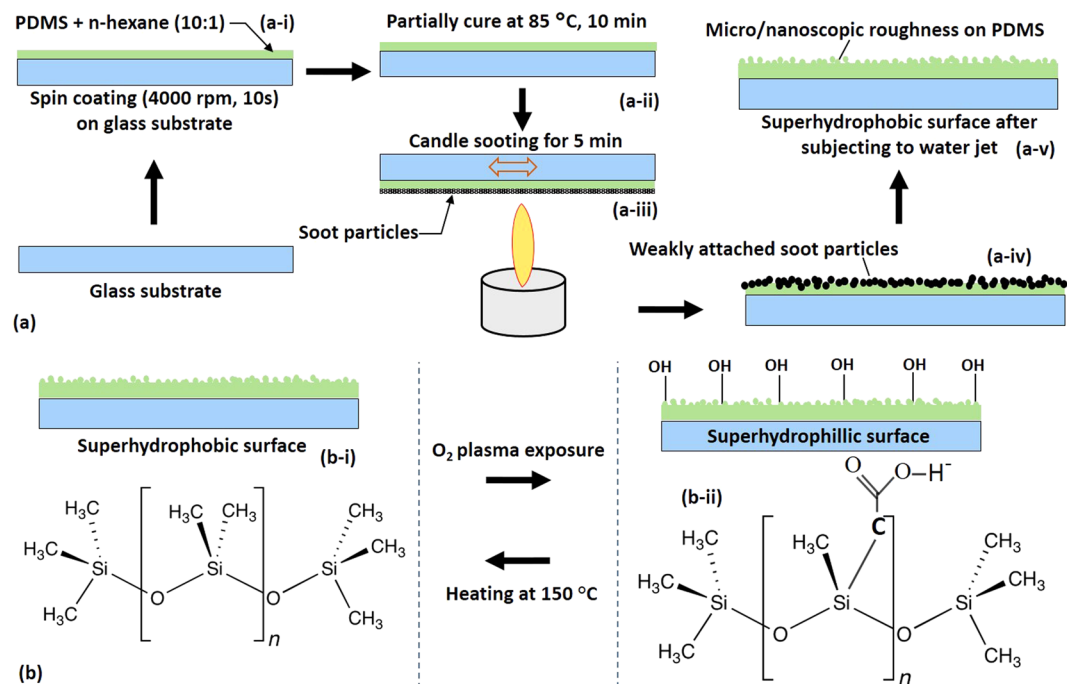 PDMS + n-hexane (10:1)
(a-i)
Spin coating (4000 rpm, 10s)
on glass substrate
Glass substrate
(a)
Partially cure at 85 °C, 10 min
(a-ii)
Candle sooting for 5 min
(a-iii)
Soot particles
Micro/nanoscopic roughness on PDMS
Superhydrophobic surface after
subjecting to water jet
(a-v)
Weakly attached soot particles
(a-iv)
Superhydrophobic surface
(b-i)
CH₃
H₃C
CH₃
CH₃
H₃C
Si
Si
Si
CH₃
H₃C
O
O
CH₃
n
(b)
O₂ plasma exposure
Heating at 150 °C
OH
OH
OH
OH
OH
OH
Superhydrophillic surface
(b-ii)
O
O
H⁻
C
CH₃
H₃C
CH₃
H₃C
Si
Si
Si
CH₃
H₃C
O
O
CH₃
n